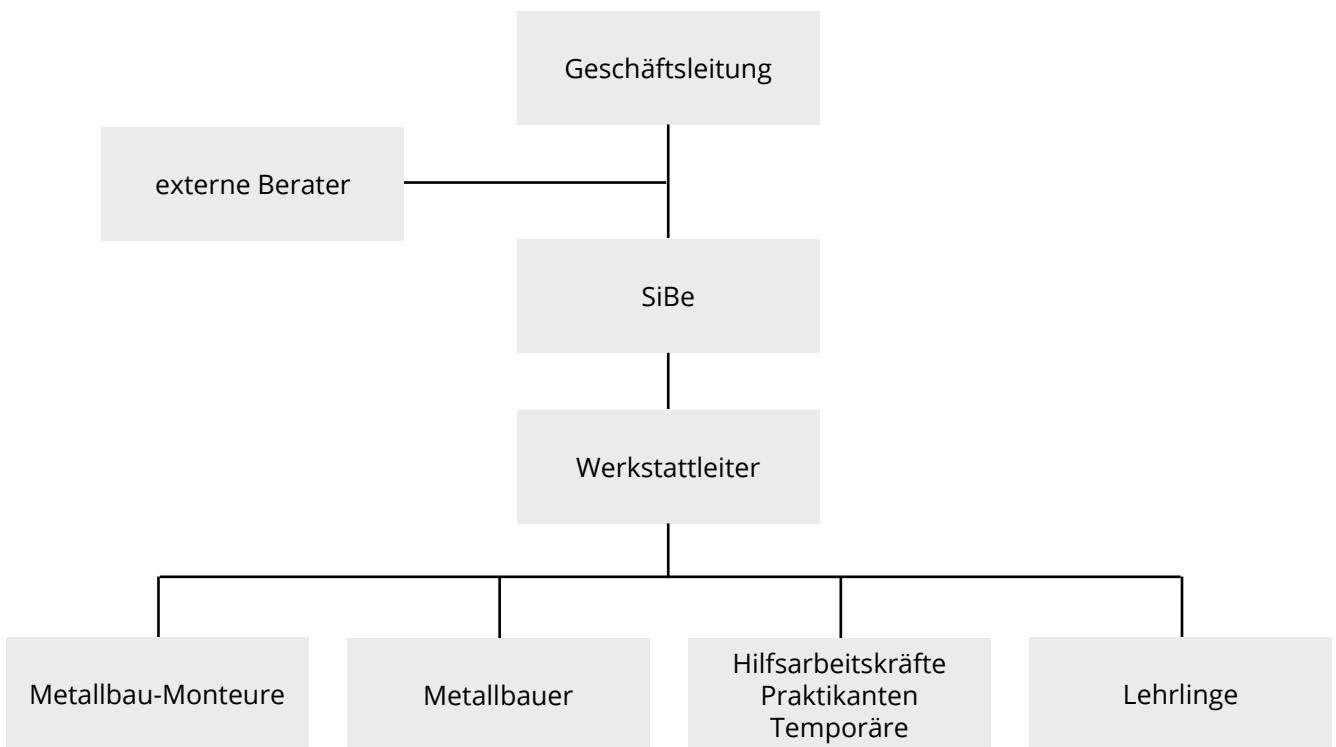 Geschäftsleitung
externe Berater
SiBe
Werkstattleiter
Metallbau-Monteure
Metallbauer
Hilfsarbeitskräfte
Praktikanten
Temporäre
Lehrlinge